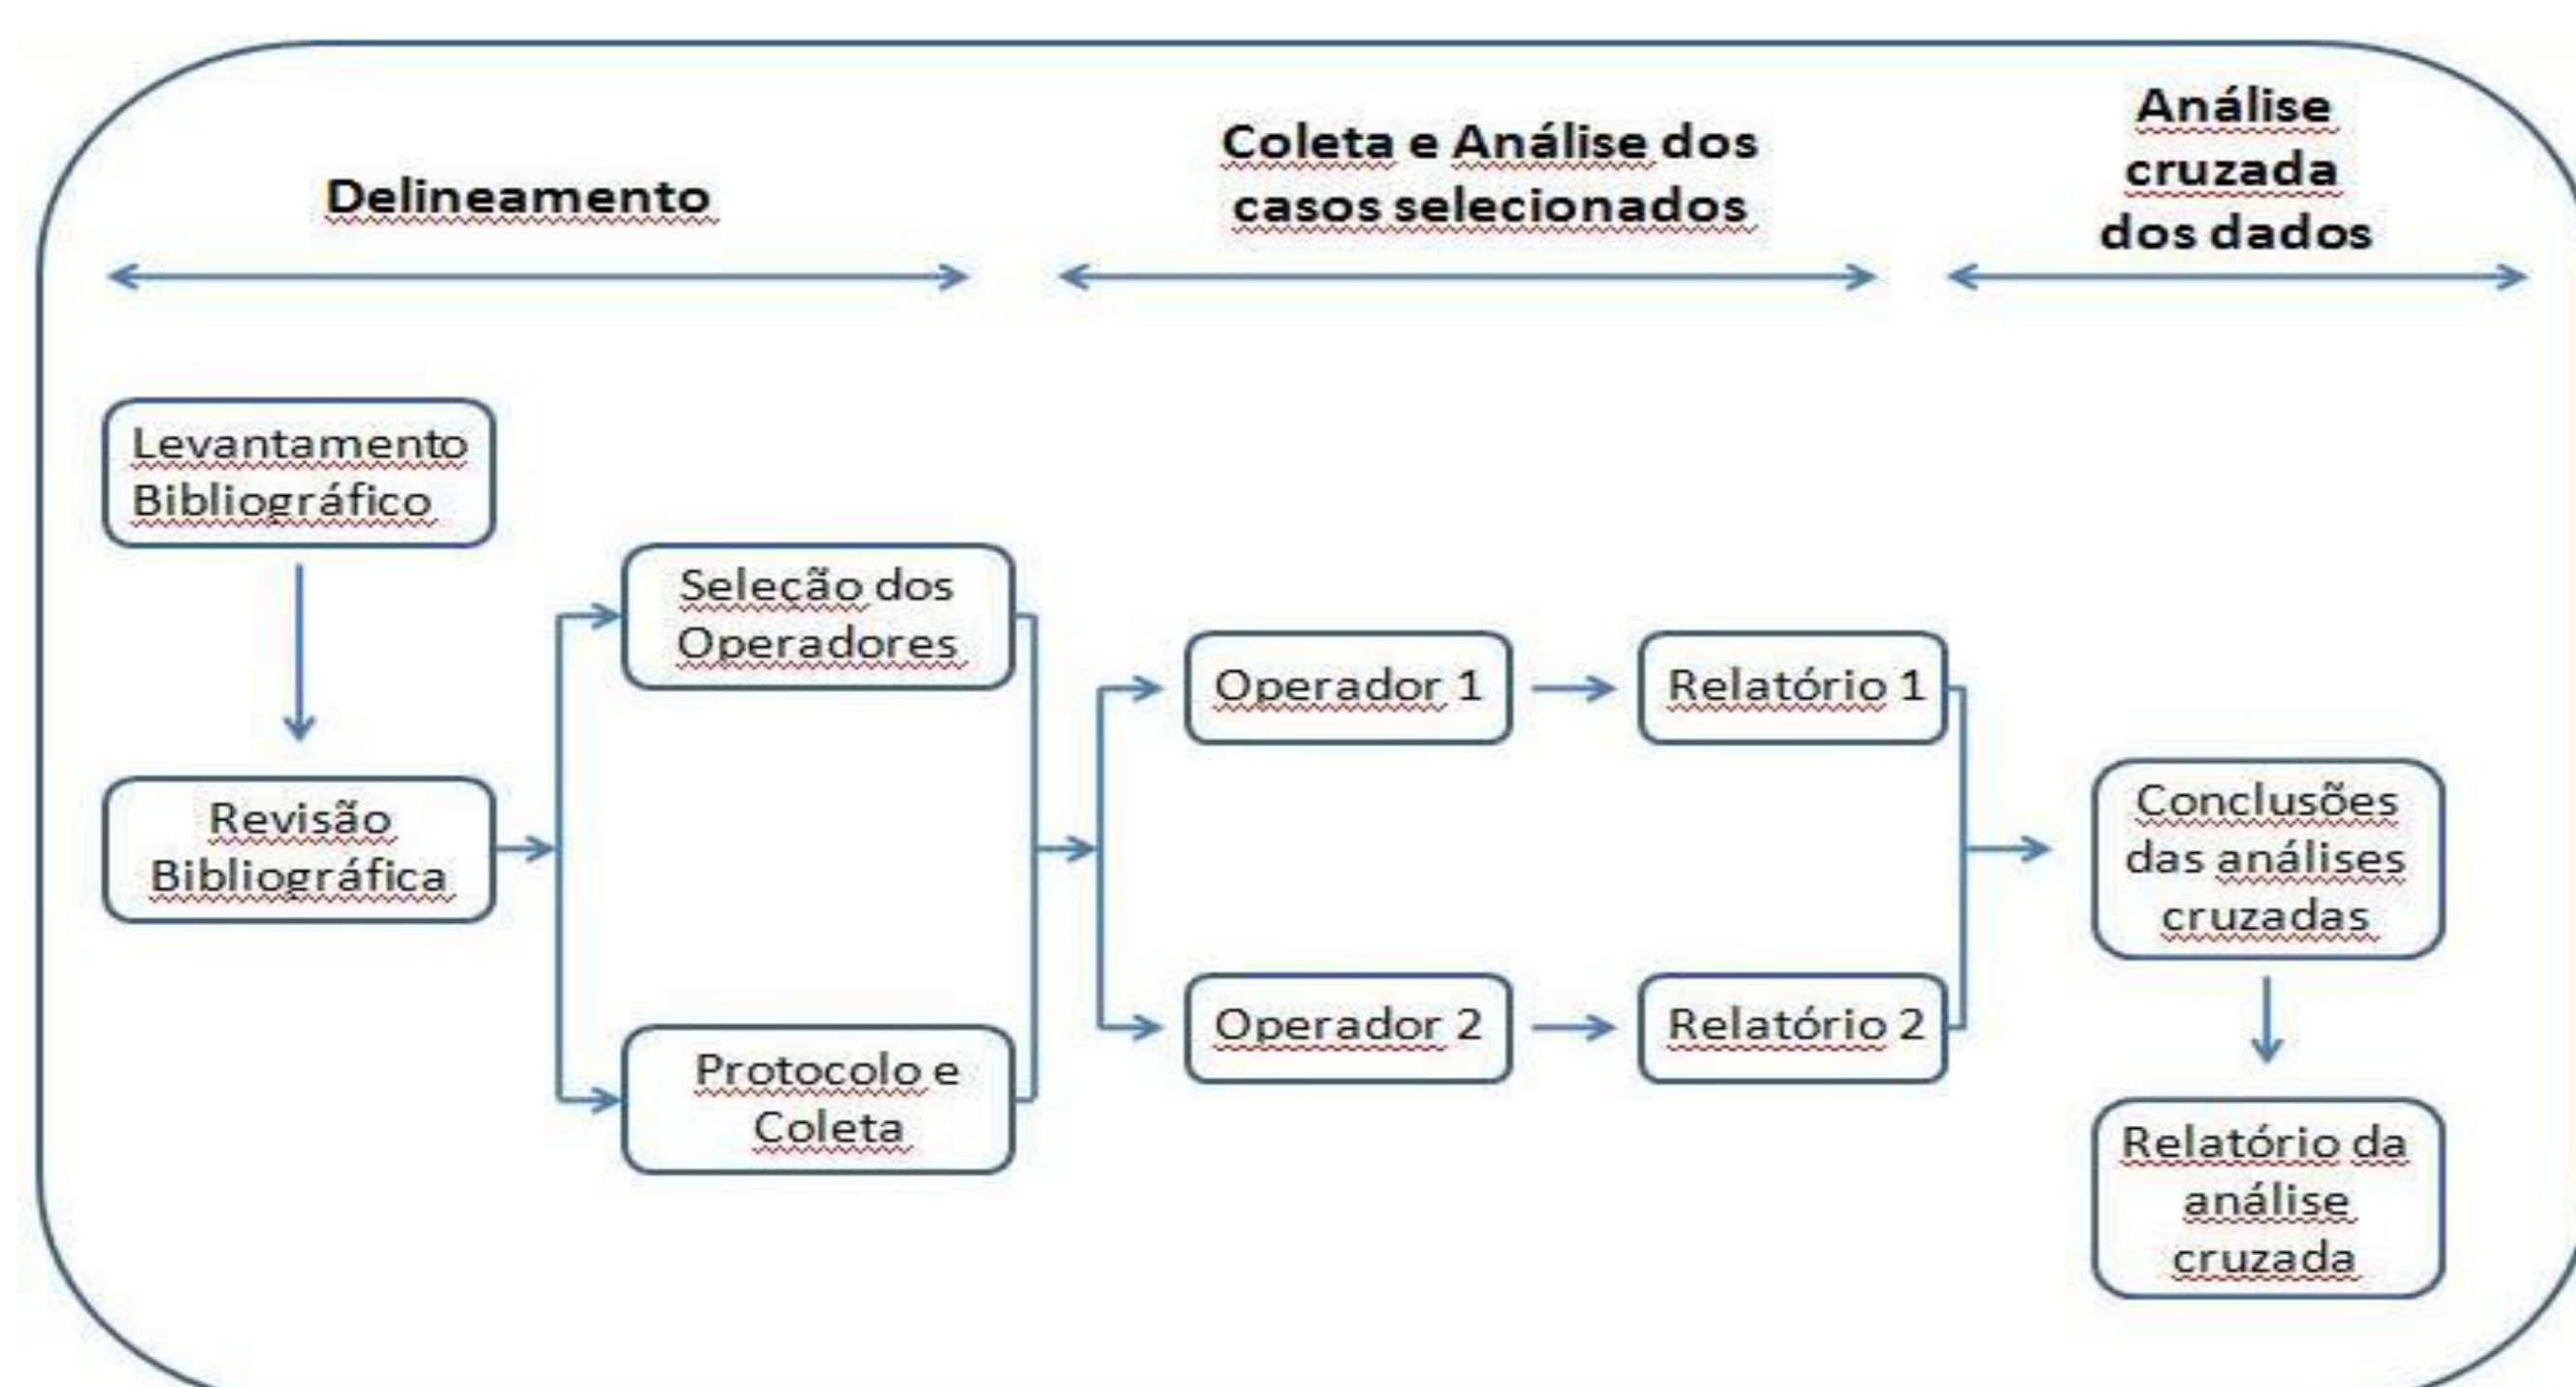 Delineamento
Coleta e Análise dos
casos selecionados
Análise
cruzada
dos dados
Levantamento
Bibliográfico
Revisão
Bibliográfica
Seleção dos
Operadores
Protocolo e
Coleta
Operador 1
Relatório 1
Operador 2
Relatório 2
Conclusões
das análises
cruzadas
Relatório da
análise
cruzada